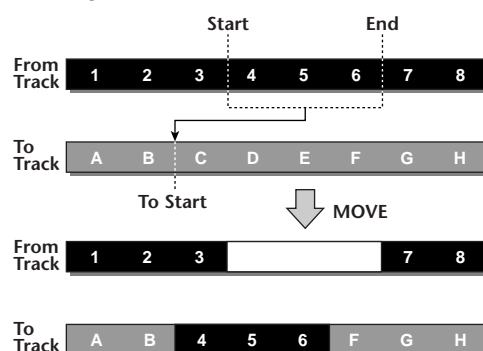 Start End
From
Track 1 2 3 4 5 6 7 8
To
Track A B C D E F G H
To Start
MOVE
From
Track 1 2 3 7 8
To
Track A B 4 5 6 F G H